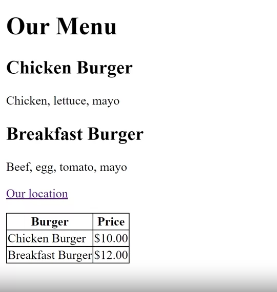 Our Menu
Chicken Burger
Chicken, lettuce, mayo
Breakfast Burger
Beef, egg, tomato, mayo
Our location
Burger Price
Chicken Burger $10.00
Breakfast Burger $12.00